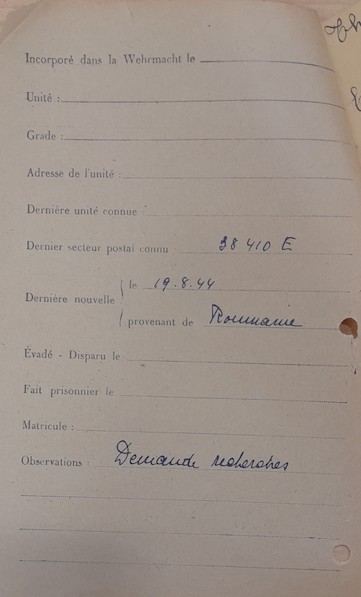 Incorporé dans la Wehrmacht le
Unité :
Grade :
Adresse de l'unité :
Dernière unité connue
Dernier secteur postal connu 38 410 E
Dernière nouvelle
le 19.8.44
provenant de Roumanie
Évadé - Disparu le
Fait prisonnier le
Matricule :
Observations : Demande recherches